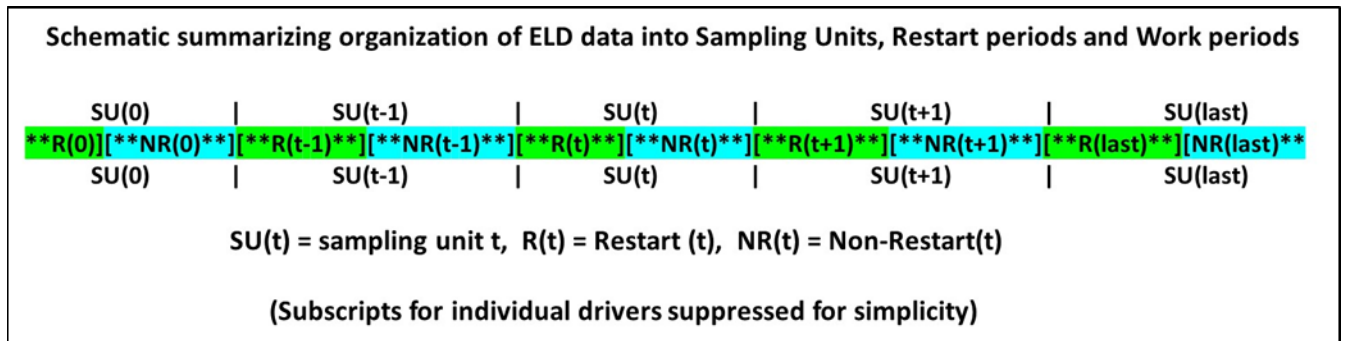 Schematic summarizing organization of ELD data into Sampling Units, Restart periods and Work periods
SU(0) | SU(t-1) | SU(t) | SU(t+1) | SU(last)
**R(0)][**NR(0)**][**R(t-1)**][**NR(t-1)**][**R(t)**][**NR(t)**][**R(t+1)**][**NR(t+1)**][**R(last)**][NR(last)**
SU(0) | SU(t-1) | SU(t) | SU(t+1) | SU(last)
SU(t) = sampling unit t, R(t) = Restart (t), NR(t) = Non-Restart(t)
(Subscripts for individual drivers suppressed for simplicity)